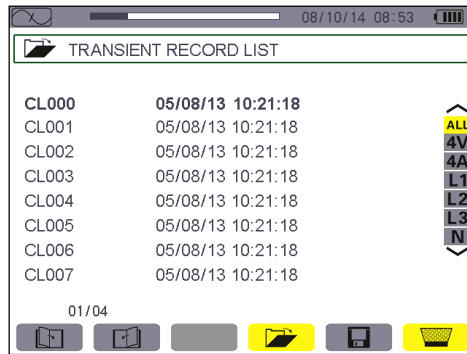 08/10/14 08:53
TRANSIENT RECORD LIST
CL000 05/08/13 10:21:18
CL001 05/08/13 10:21:18
CL002 05/08/13 10:21:18
CL003 05/08/13 10:21:18
CL004 05/08/13 10:21:18
CL005 05/08/13 10:21:18
CL006 05/08/13 10:21:18
CL007 05/08/13 10:21:18
ALL
4V
4A
L1
L2
L3
N
01/04